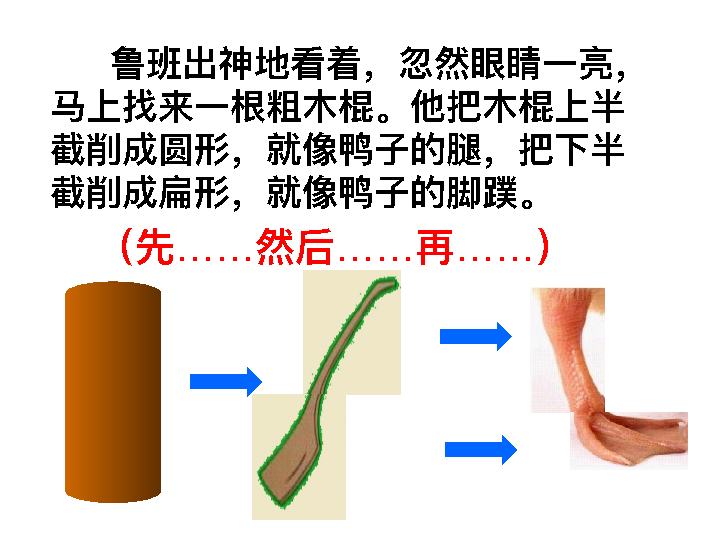 鲁班出神地看着，忽然眼睛一亮，
马上找来一根粗木棍。他把木棍上半
截削成圆形，就像鸭子的腿，把下半
截削成扁形，就像鸭子的脚蹼。
（先……然后……再……）